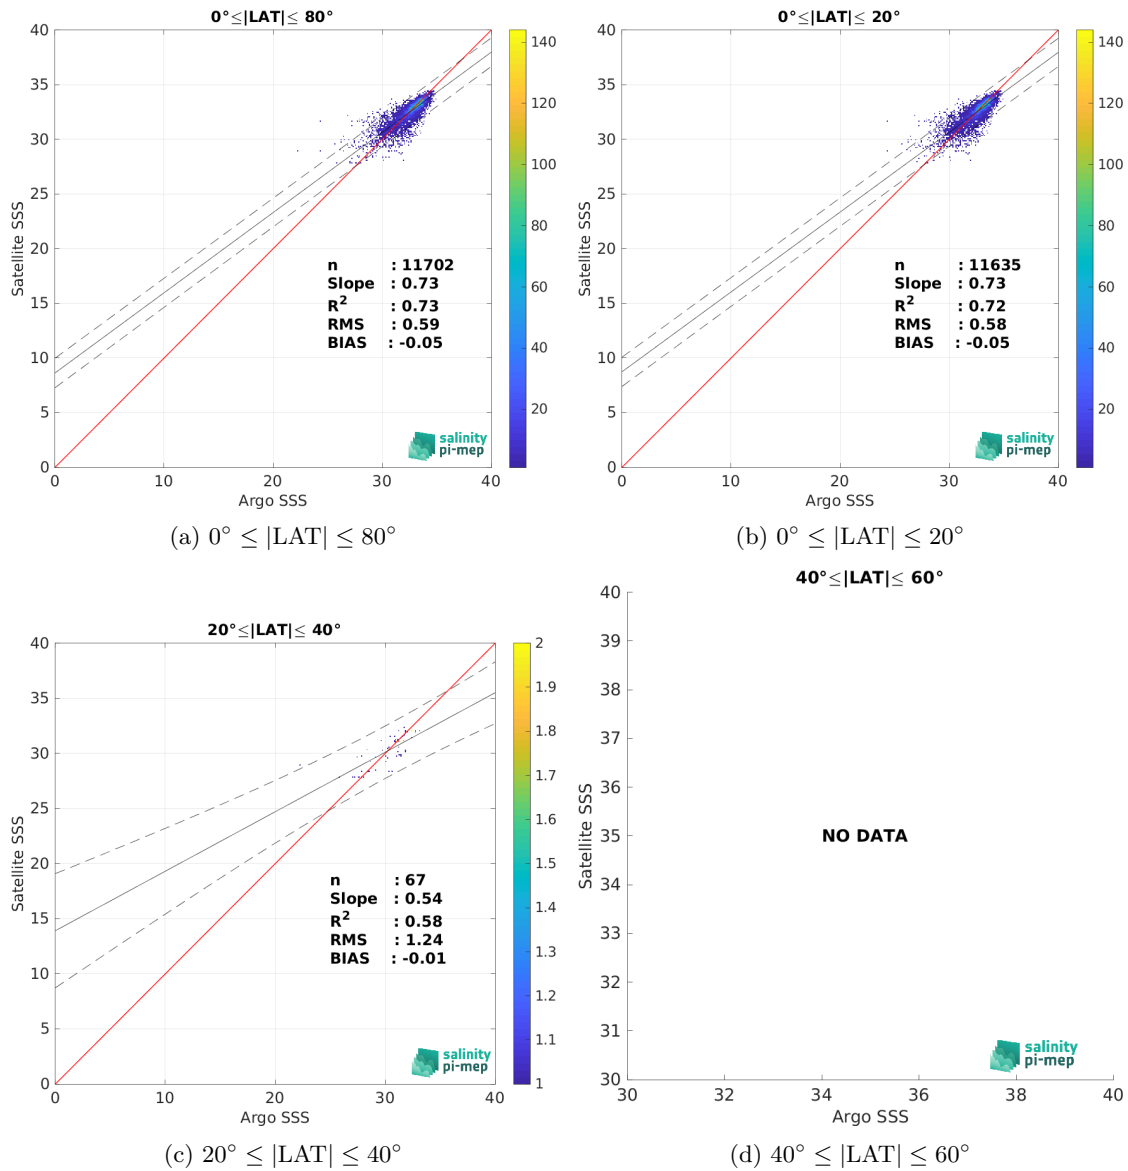 0°≤|LAT|≤ 80°
40
35
30
25
20
15
10
5
0
Satellite SSS
n : 11702
Slope : 0.73
R2 : 0.73
RMS : 0.59
BIAS : -0.05
salinity
pi-mep
0 10 20 30 40
Argo SSS
140
120
100
80
60
40
20
(a) 0° ≤ |LAT| ≤ 80°
0°≤|LAT|≤ 20°
40
35
30
25
20
15
10
5
0
Satellite SSS
n : 11635
Slope : 0.73
R2 : 0.72
RMS : 0.58
BIAS : -0.05
salinity
pi-mep
0 10 20 30 40
Argo SSS
140
120
100
80
60
40
20
(b) 0° ≤ |LAT| ≤ 20°
20°≤|LAT|≤ 40°
40
35
30
25
20
15
10
5
0
Satellite SSS
n : 67
Slope : 0.54
R2 : 0.58
RMS : 1.24
BIAS : -0.01
salinity
pi-mep
0 10 20 30 40
Argo SSS
2
1.9
1.8
1.7
1.6
1.5
1.4
1.3
1.2
1.1
1
(c) 20° ≤ |LAT| ≤ 40°
40°≤|LAT|≤ 60°
40
39
38
37
36
35
34
33
32
31
30
Satellite SSS
NO DATA
salinity
pi-mep
30 32 34 36 38 40
Argo SSS
(d) 40° ≤ |LAT| ≤ 60°